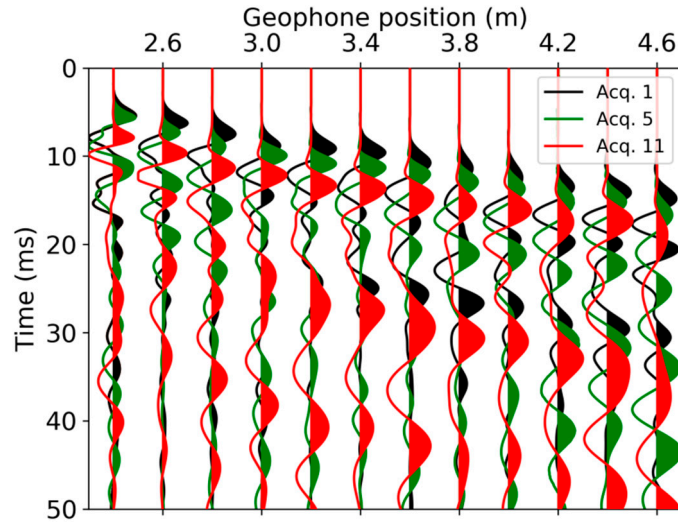 Geophone position (m)
2.6 3.0 3.4 3.8 4.2 4.6
0
10
20
30
40
50
Time (ms)
Acq. 1
Acq. 5
Acq. 11